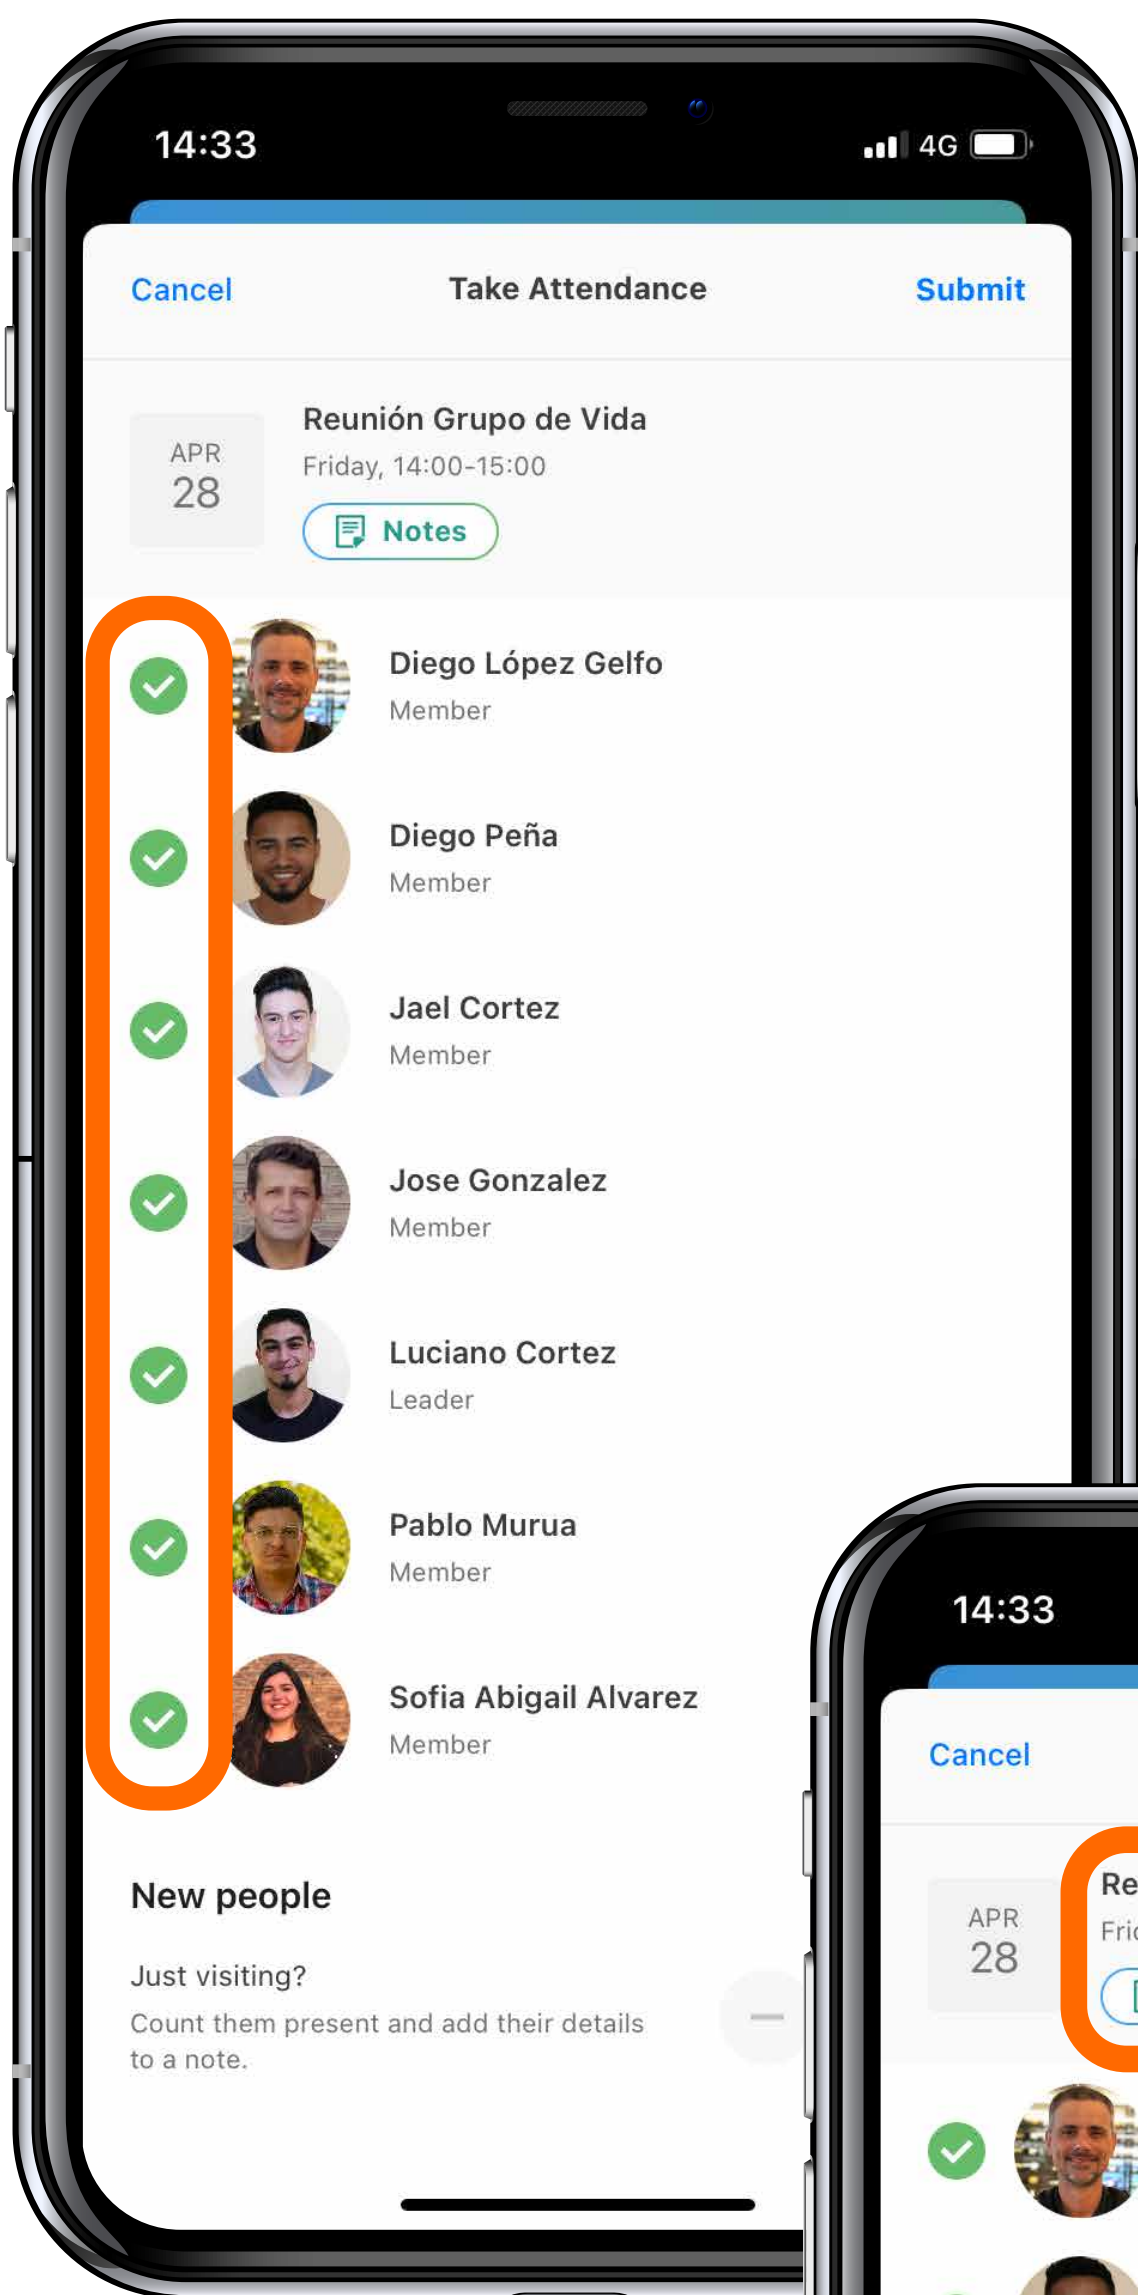 14:33
4G
Cancel
Take Attendance
Submit
APR
28
Reunión Grupo de Vida
Friday, 14:00-15:00
Notes
Diego López Gelfo
Member
Diego Peña
Member
Jael Cortez
Member
Jose Gonzalez
Member
Luciano Cortez
Leader
Pablo Murua
Member
Sofia Abigail Alvarez
Member
New people
Just visiting?
Count them present and add their details
to a note.
14:33
Cancel
APR
28